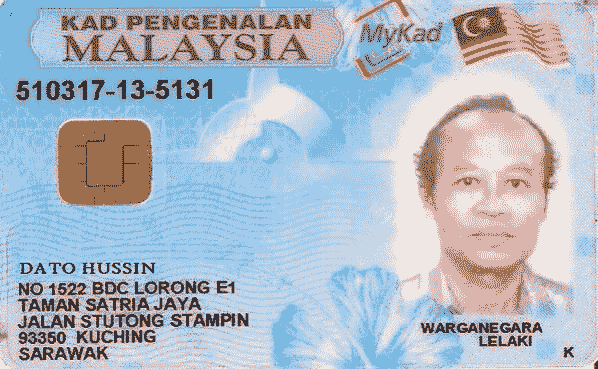 KAD PENGENALAN
MALAYSIA
MyKad
510317-13-5131
DATO HUSSIN
NO 1522 BDC LORONG E1
TAMAN SATRIA JAYA
JALAN STUTONG STAMPIN
93350 KUCHING
SARAWAK
WARGANEGARA
LELAKI
K